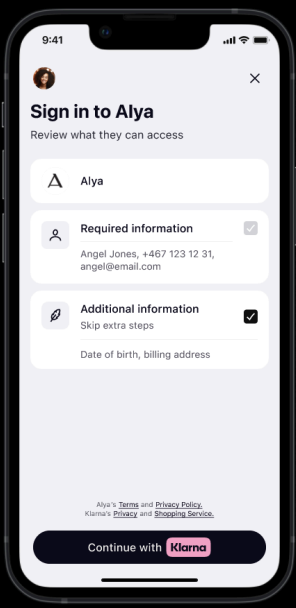 9:41
Sign in to Alya
Review what they can access
A
Alya
Required information
Angel Jones, +467 123 12 31,
angel@email.com
Additional information
Skip extra steps
Date of birth, billing address
Alya's Terms and Privacy Policy.
Klarna's Privacy and Shopping Service.
Continue with Klarna